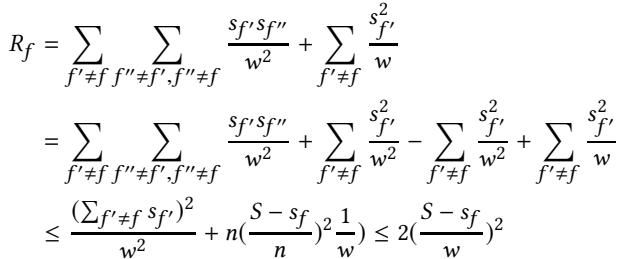 R_f = \sum_{f' \neq f} \sum_{f'' \neq f', f'' \neq f} \frac{s_{f'} s_{f''}}{w^2} + \sum_{f' \neq f} \frac{s_{f'}^2}{w}
= \sum_{f' \neq f} \sum_{f'' \neq f', f'' \neq f} \frac{s_{f'} s_{f''}}{w^2} + \sum_{f' \neq f} \frac{s_{f'}^2}{w^2} - \sum_{f' \neq f} \frac{s_{f'}^2}{w^2} + \sum_{f' \neq f} \frac{s_{f'}^2}{w}
\leq \frac{(\sum_{f' \neq f} s_{f'})^2}{w^2} + n(\frac{S - s_f}{n})^2 \frac{1}{w}) \leq 2(\frac{S - s_f}{w})^2